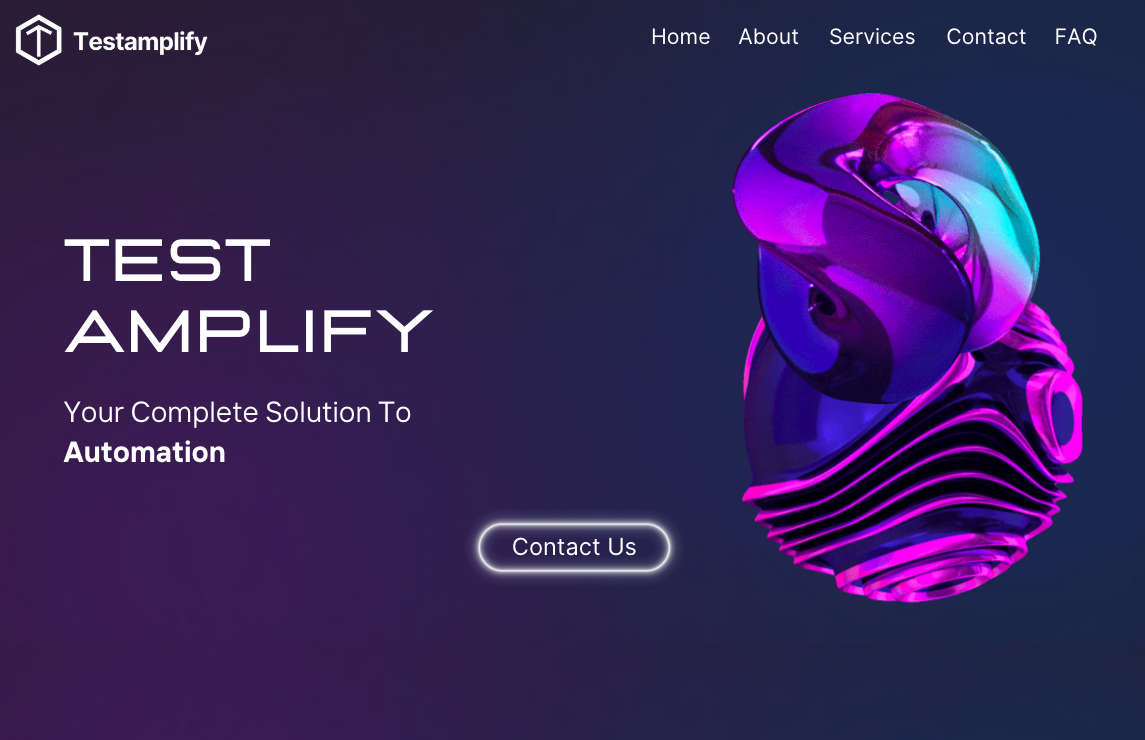 Testamplify
Home About Services Contact FAQ
TEST
AMPLIFY
Your Complete Solution To
Automation
Contact Us